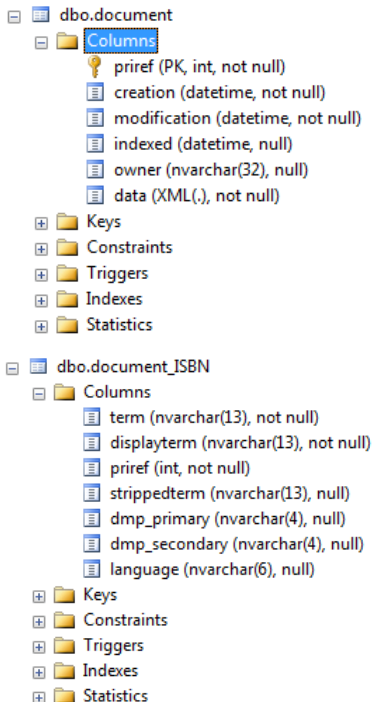 dbo.document
Columns
priref (PK, int, not null)
creation (datetime, not null)
modification (datetime, not null)
indexed (datetime, null)
owner (nvarchar(32), null)
data (XML(.), not null)
Keys
Constraints
Triggers
Indexes
Statistics
dbo.document_ISBN
Columns
term (nvarchar(13), not null)
displayterm (nvarchar(13), not null)
priref (int, not null)
strippedterm (nvarchar(13), null)
dmp_primary (nvarchar(4), null)
dmp_secondary (nvarchar(4), null)
language (nvarchar(6), null)
Keys
Constraints
Triggers
Indexes
Statistics